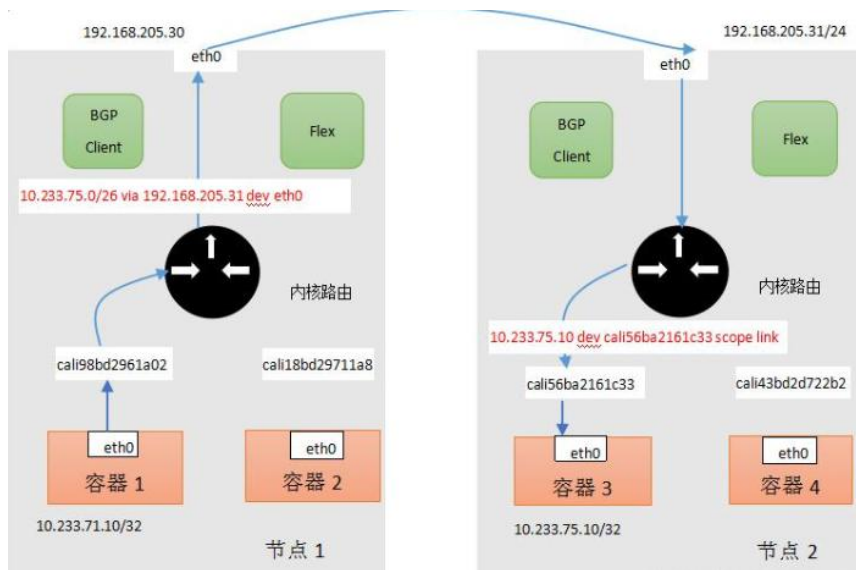 192.168.205.30
eth0
BGP
Client
Flex
10.233.75.0/26 via 192.168.205.31 dev eth0
内核路由
cali98bd2961a02
cali18bd29711a8
eth0
容器 1
eth0
容器 2
10.233.71.10/32
节点 1
192.168.205.31/24
eth0
BGP
Client
Flex
内核路由
10.233.75.10 dev cali56ba2161c33 scope link
cali56ba2161c33
cali43bd2d722b2
eth0
容器 3
eth0
容器 4
10.233.75.10/32
节点 2